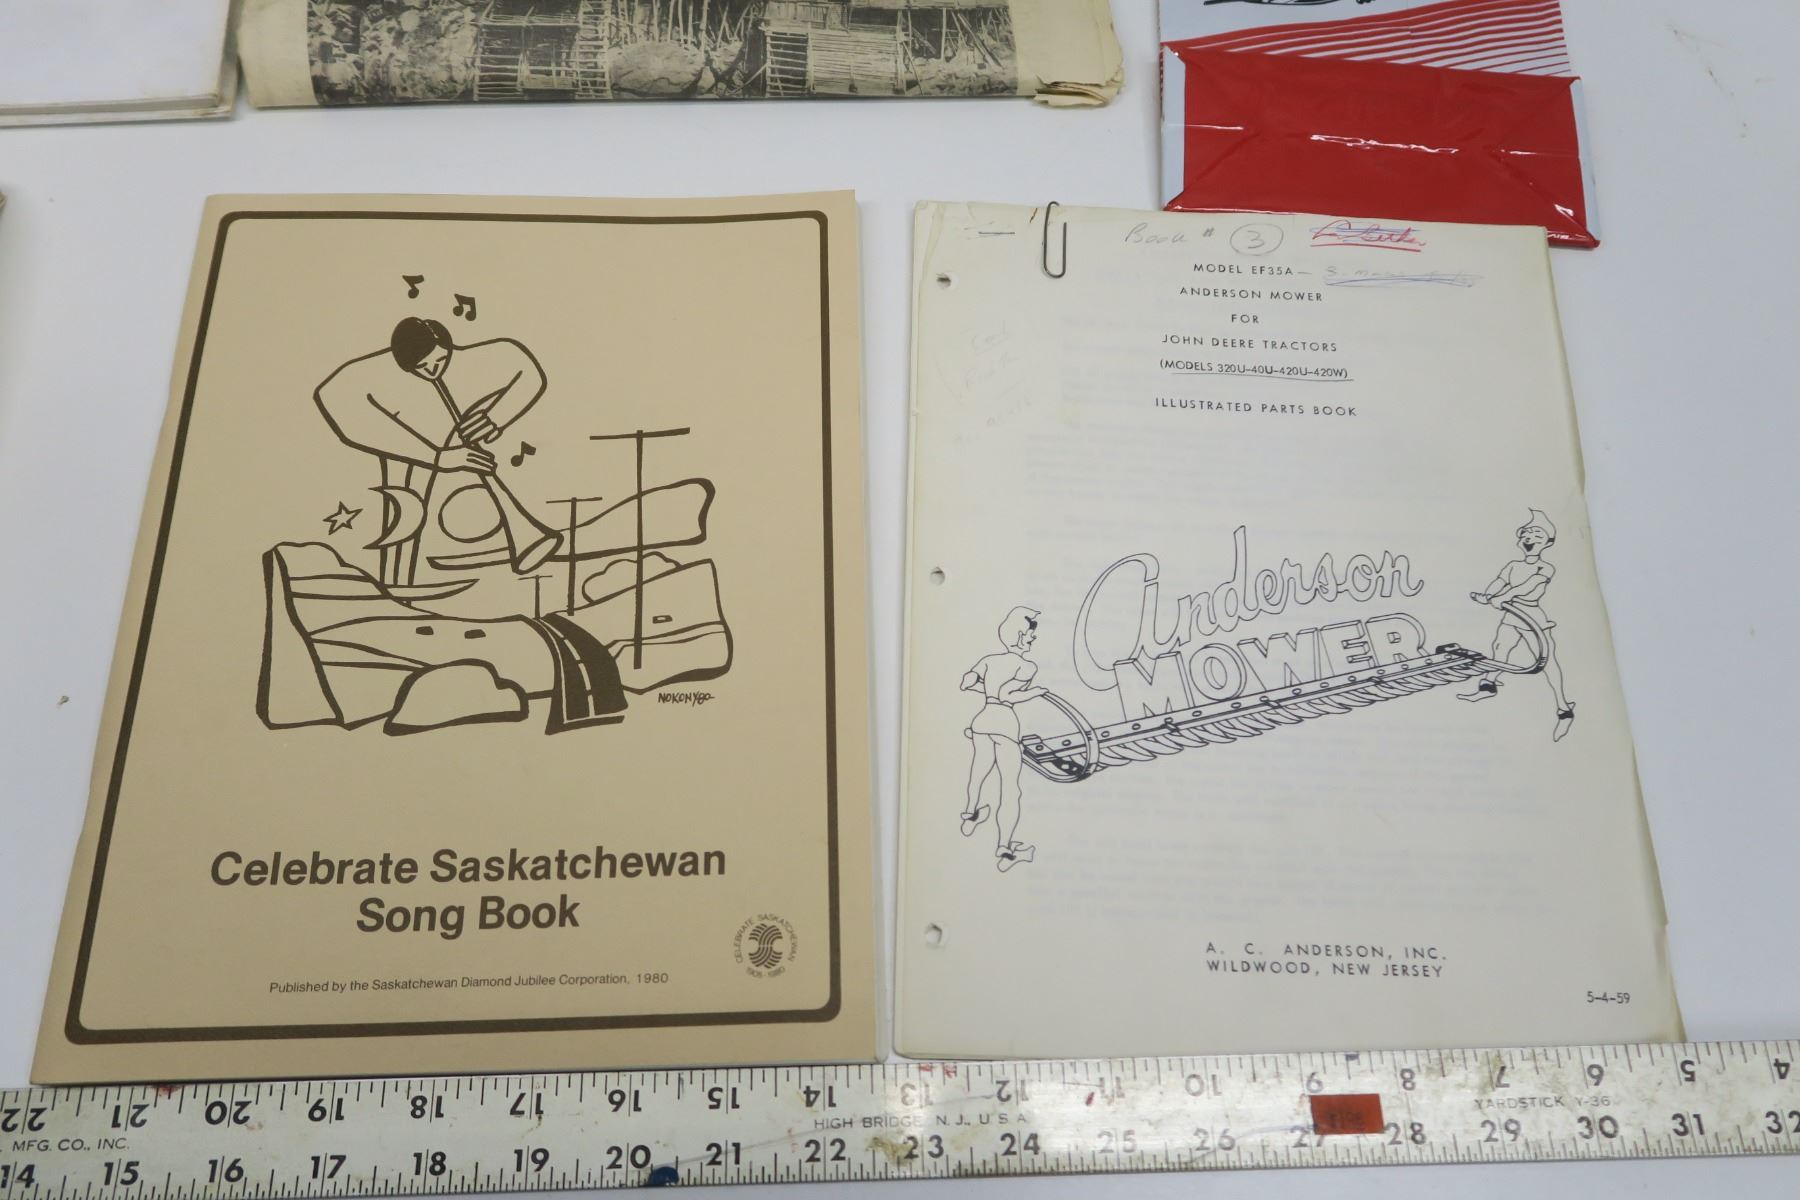 NOKONY80
Celebrate Saskatchewan
Song Book
Published by the Saskatchewan Diamond Jubilee Corporation, 1980
CELEBRATE SASKATCHEWAN
1905-1980
Book # 3
MODEL EF35A —
ANDERSON MOWER
FOR
JOHN DEERE TRACTORS
(MODELS 320U-40U-420U-420W)
ILLUSTRATED PARTS BOOK
Anderson
MOWER
A. C. ANDERSON, INC.
WILDWOOD, NEW JERSEY
5-4-59
22 21 20 19 18 17 16 15 14 13 12 11 10 9 8 7 6 5 4
MFG. CO., INC. HIGH BRIDGE N.J., U S A YARDSTICK Y-36
14 15 16 17 18 19 20 21 22 23 24 25 26 27 28 29 30 31 32